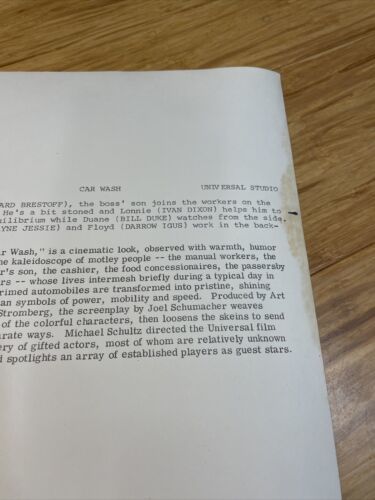 CAR WASH UNIVERSAL STUDIO
ARD BRESTOFF), the boss' son joins the workers on the
He's a bit stoned and Lonnie (IVAN DIXON) helps him to
uilibrium while Duane (BILL DUKE) watches from the side.
YNE JESSIE) and Floyd (DARROW IGUS) work in the back-
ar Wash," is a cinematic look, observed with warmth, humor
he kaleidoscope of motley people -- the manual workers, the
r's son, the cashier, the food concessionaires, the passersby
rs -- whose lives intermesh briefly during a typical day in
rimed automobiles are transformed into pristine, shining
an symbols of power, mobility and speed. Produced by Art
Stromberg, the screenplay by Joel Schumacher weaves
of the colorful characters, then loosens the skeins to send
arate ways. Michael Schultz directed the Universal film
ery of gifted actors, most of whom are relatively unknown
d spotlights an array of established players as guest stars.